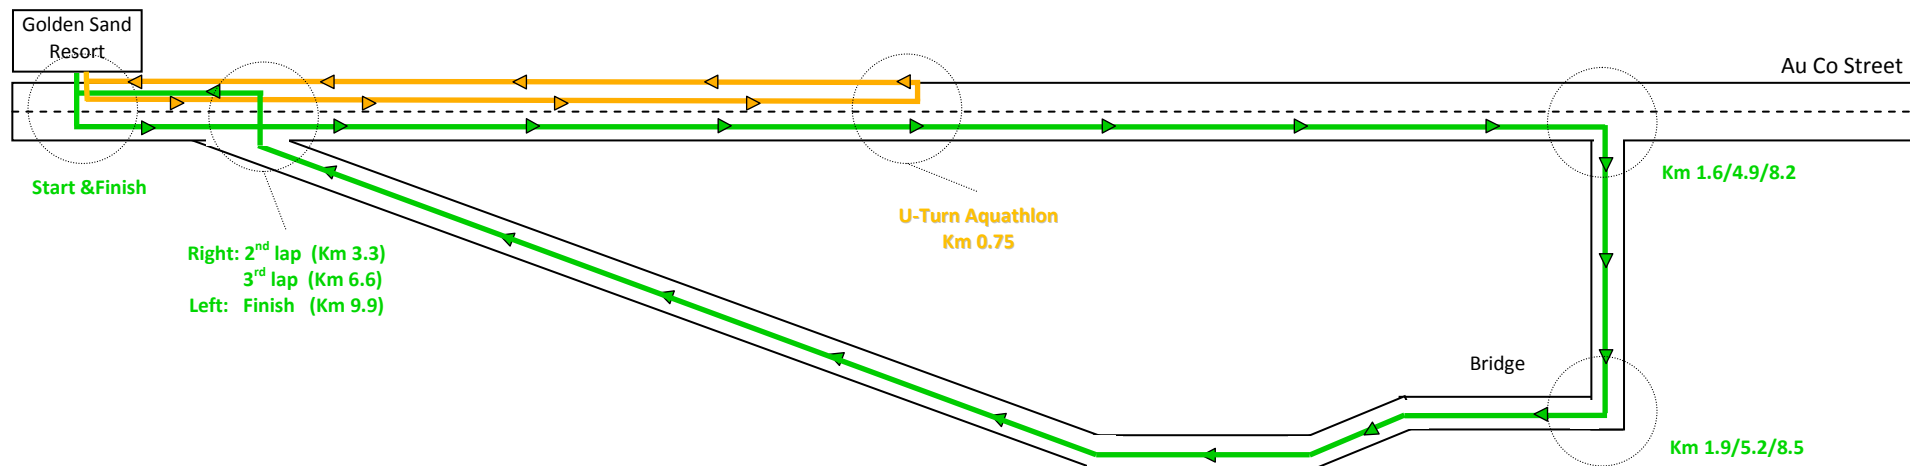 Golden Sand
Resort
Au Co Street
Start &Finish
Km 1.6/4.9/8.2
U-Turn Aquathlon
Km 0.75
Right: 2nd lap (Km 3.3)
3rd lap (Km 6.6)
Left: Finish (Km 9.9)
Bridge
Km 1.9/5.2/8.5